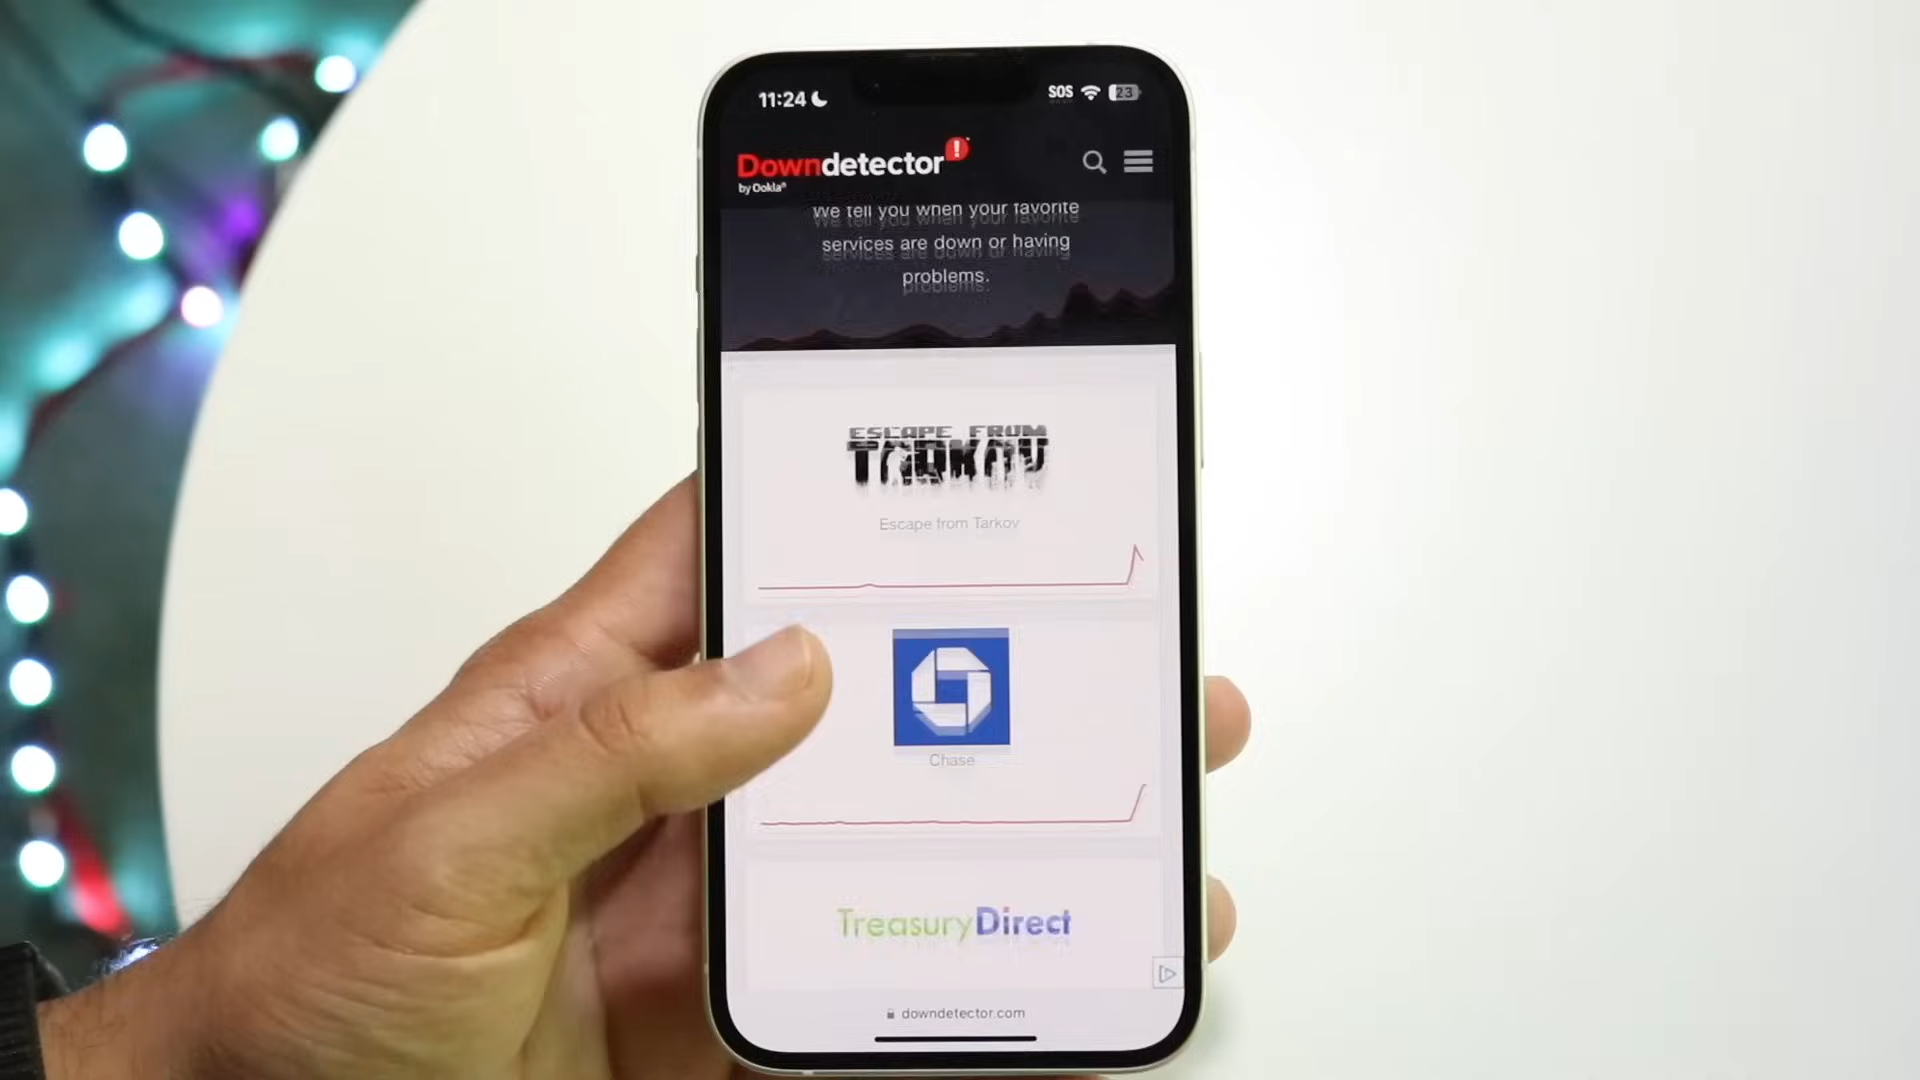 11:24
SOS
23
Downdetector!
by Ookla®
We tell you when your favorite
services are down or having
problems.
ESCAPE FROM
TARKOV
Escape from Tarkov
Chase
TreasuryDirect
downdetector.com